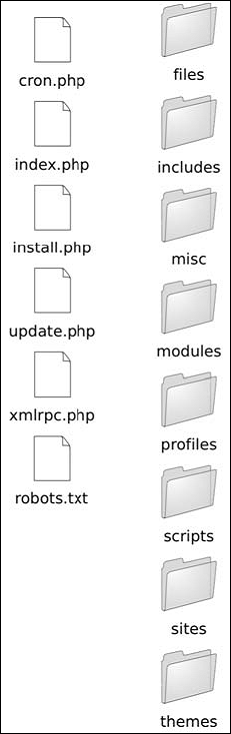 cron.php
index.php
install.php
update.php
xmlrpc.php
robots.txt
files
includes
misc
modules
profiles
scripts
sites
themes